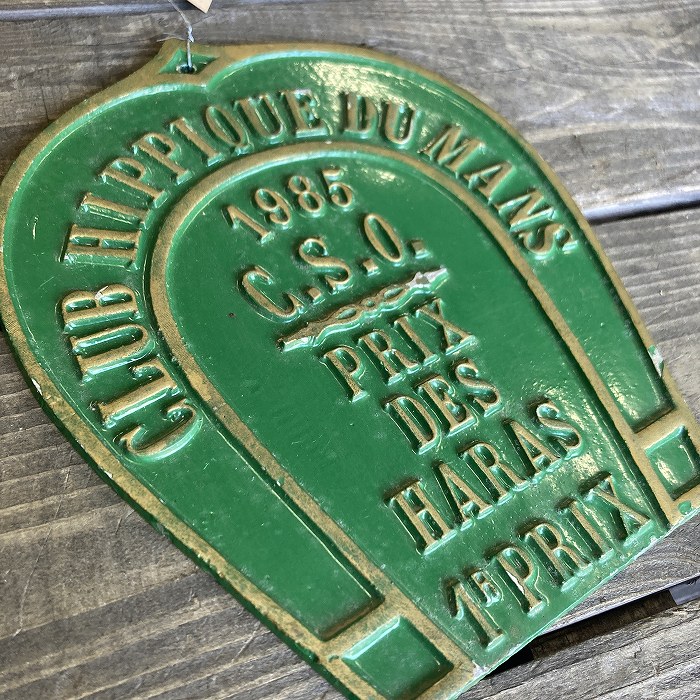 CLUB HIPPIQUE DU MANS
1985
C.S.O.
PRIX
DES
HARAS
1ER PRIX